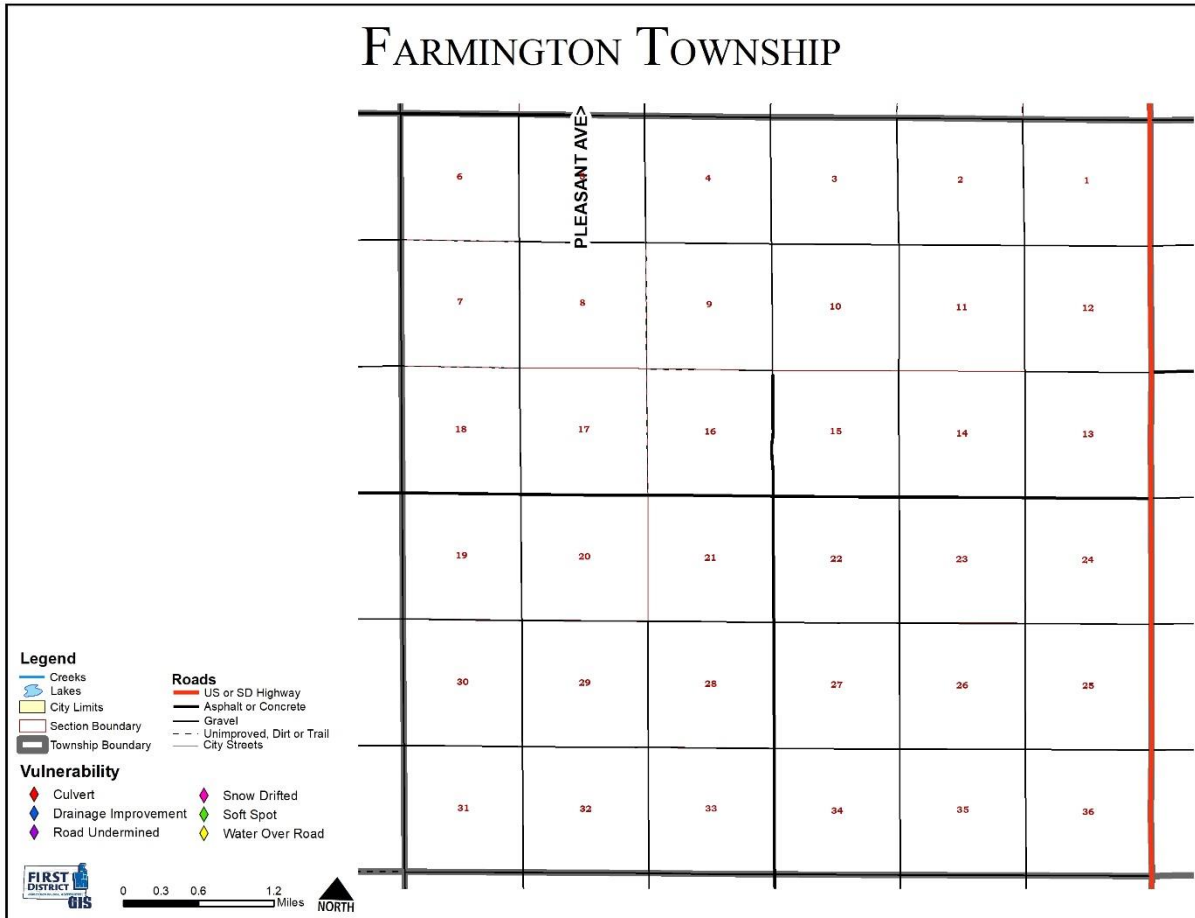 FARMINGTON TOWNSHIP
PLEASANT AVE>
6 4 3 2 1
7 8 9 10 11 12
18 17 16 15 14 13
19 20 21 22 23 24
30 29 28 27 26 25
31 32 33 34 35 36
Legend
Creeks
Lakes
City Limits
Section Boundary
Township Boundary
Roads
US or SD Highway
Asphalt or Concrete
Gravel
Unimproved, Dirt or Trail
City Streets
Vulnerability
Culvert
Drainage Improvement
Road Undermined
Snow Drifted
Soft Spot
Water Over Road
FIRST
DISTRICT
GIS
0 0.3 0.6 1.2
Miles
NORTH